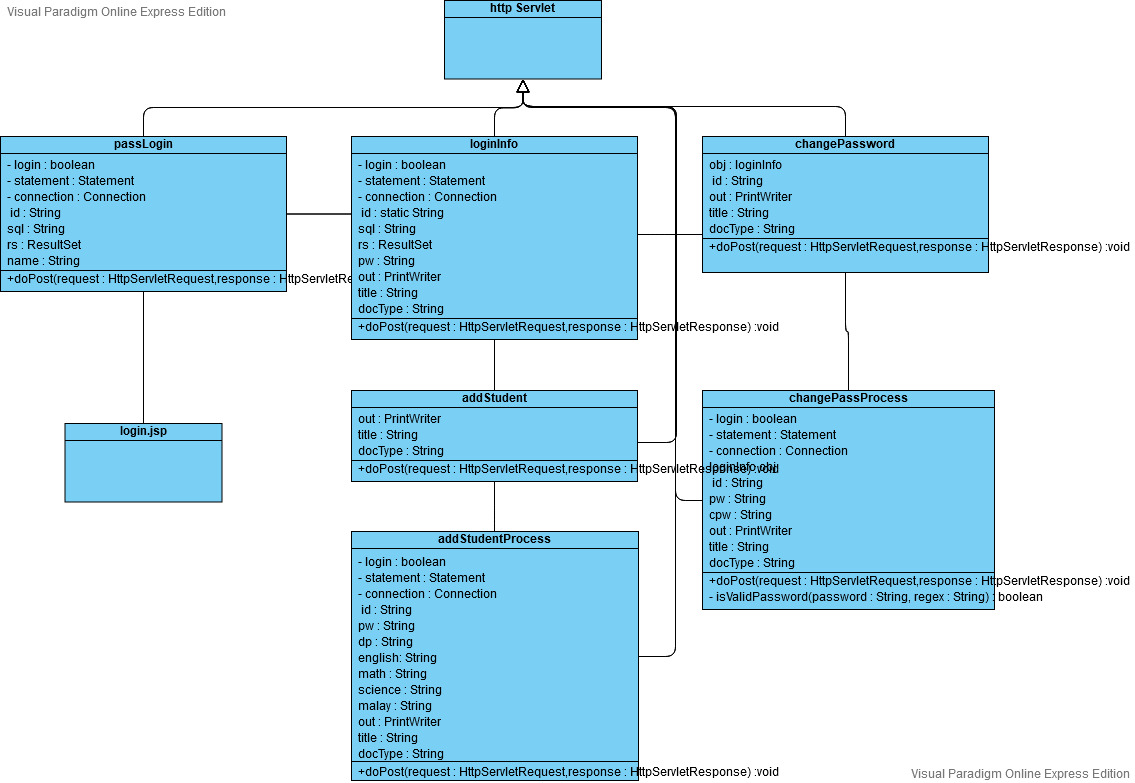 Visual Paradigm Online Express Edition
http Servlet
passLogin
- login : boolean
- statement : Statement
- connection : Connection
id : String
sql : String
rs : ResultSet
name : String
+doPost(request : HttpServletRequest,response : HttpServletRe
loginInfo
- login : boolean
- statement : Statement
- connection : Connection
id : static String
sql : String
rs : ResultSet
pw : String
out : PrintWriter
title : String
docType : String
+doPost(request : HttpServletRequest,response : HttpServletResponse) :void
changePassword
obj : loginInfo
id : String
out : PrintWriter
title : String
docType : String
+doPost(request : HttpServletRequest,response : HttpServletResponse) :void
login.jsp
addStudent
out : PrintWriter
title : String
docType : String
+doPost(request : HttpServletRequest,response : HttpServletResponse) :void
changePassProcess
- login : boolean
- statement : Statement
- connection : Connection
loginInfo obj
id : String
pw : String
cpw : String
out : PrintWriter
title : String
docType : String
+doPost(request : HttpServletRequest,response : HttpServletResponse) :void
- isValidPassword(password : String, regex : String) : boolean
addStudentProcess
- login : boolean
- statement : Statement
- connection : Connection
id : String
pw : String
dp : String
english: String
math : String
science : String
malay : String
out : PrintWriter
title : String
docType : String
+doPost(request : HttpServletRequest,response : HttpServletResponse) :void
Visual Paradigm Online Express Edition